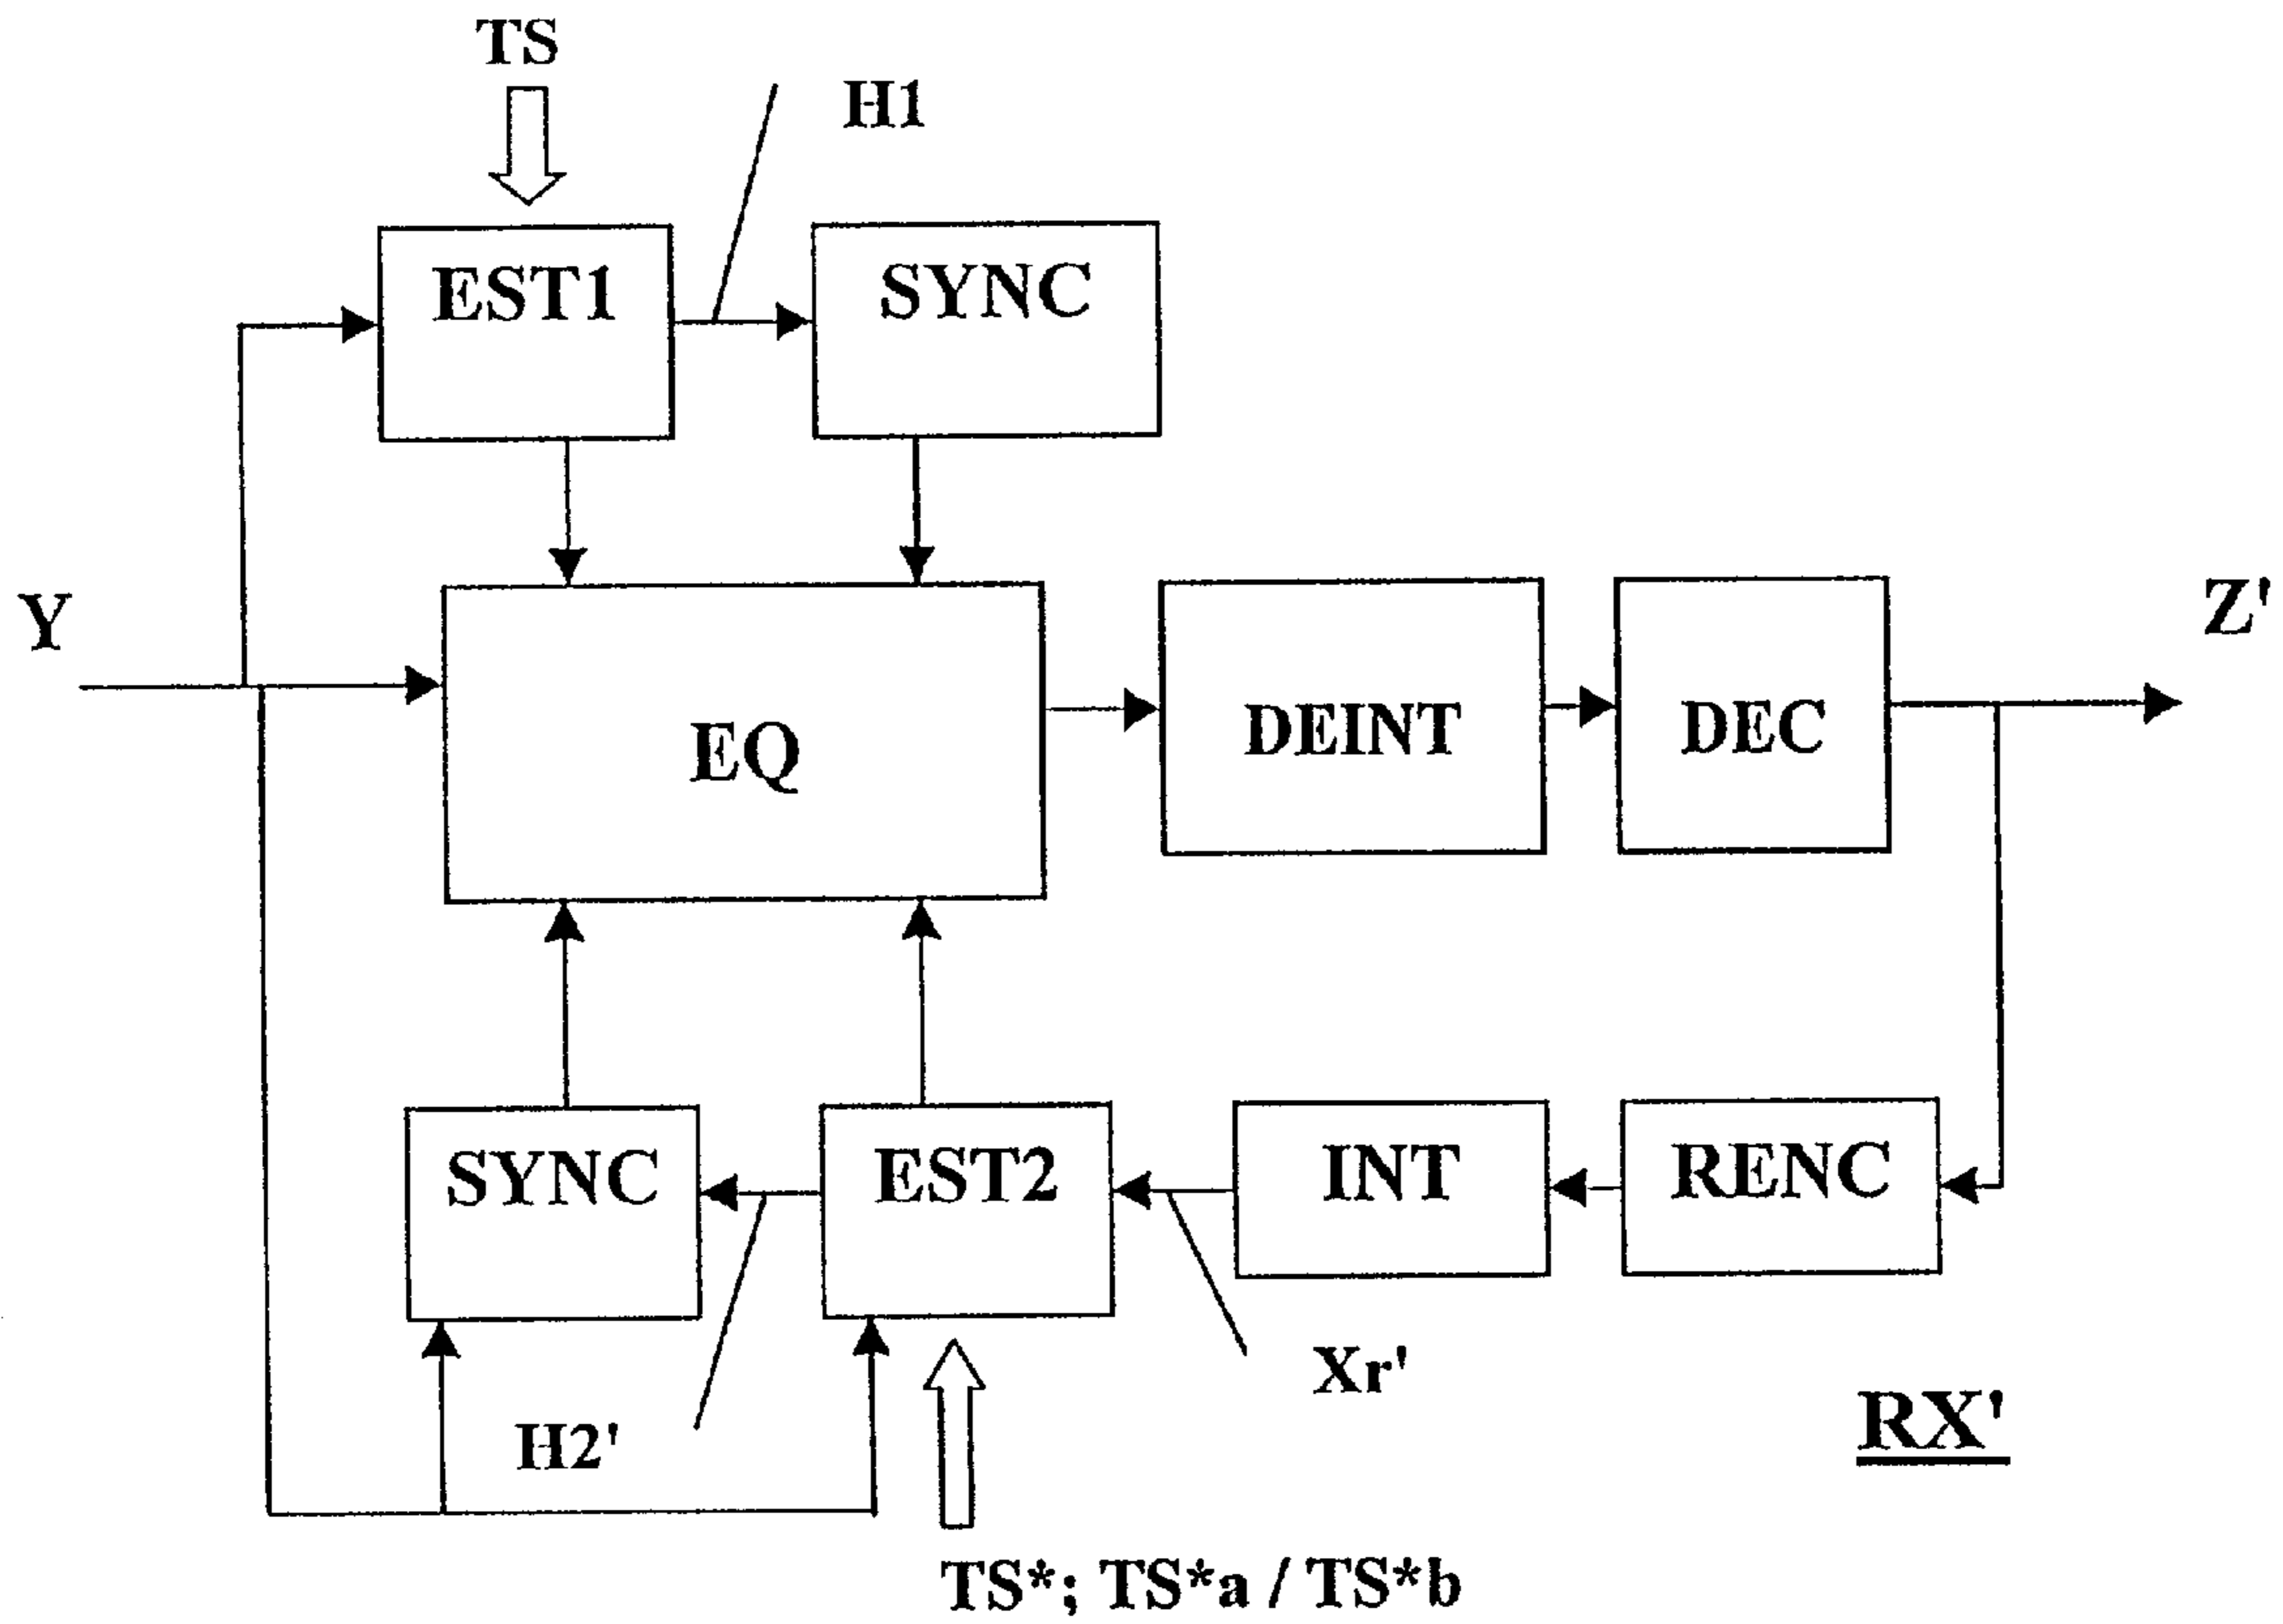 TS
H1
EST1
SYNC
Y
Z'
EQ
DEINT
DEC
SYNC
EST2
INT
RENC
H2'
Xr'
RX'
TS*; TS*a / TS*b